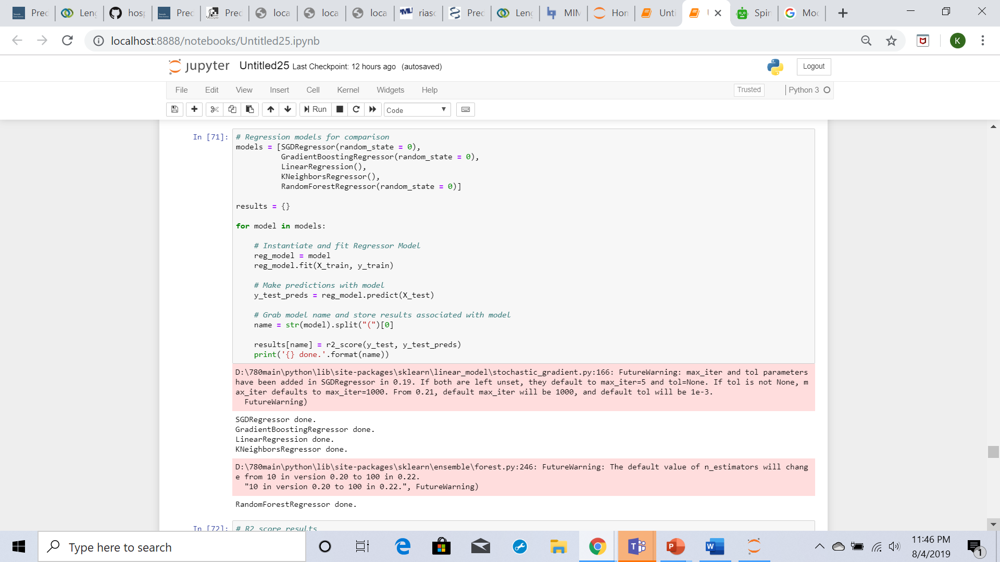 Prec
Leng
hosp
Prec
Prec
loca
loca
loca
riasc
Prec
Leng
MIM
Hon
Unti
U
Spin
Moc
localhost:8888/notebooks/Untitled25.ipynb
K
jupyter Untitled25 Last Checkpoint: 12 hours ago (autosaved)
Logout
File Edit View Insert Cell Kernel Widgets Help
Trusted
Python 3
Run
Code
In [71]:
# Regression models for comparison
models = [SGDRegressor(random_state = 0),
          GradientBoostingRegressor(random_state = 0),
          LinearRegression(),
          KNeighborsRegressor(),
          RandomForestRegressor(random_state = 0)]
results = {}
for model in models:
    # Instantiate and fit Regressor Model
    reg_model = model
    reg_model.fit(X_train, y_train)
    # Make predictions with model
    y_test_preds = reg_model.predict(X_test)
    # Grab model name and store results associated with model
    name = str(model).split("(")[0]
    results[name] = r2_score(y_test, y_test_preds)
    print('{} done.'.format(name))
D:\780main\python\lib\site-packages\sklearn\linear_model\stochastic_gradient.py:166: FutureWarning: max_iter and tol parameters
have been added in SGDRegressor in 0.19. If both are left unset, they default to max_iter=5 and tol=None. If tol is not None, m
ax_iter defaults to max_iter=1000. From 0.21, default max_iter will be 1000, and default tol will be 1e-3.
  FutureWarning)
SGDRegressor done.
GradientBoostingRegressor done.
LinearRegression done.
KNeighborsRegressor done.
D:\780main\python\lib\site-packages\sklearn\ensemble\forest.py:246: FutureWarning: The default value of n_estimators will chang
e from 10 in version 0.20 to 100 in 0.22.
  "10 in version 0.20 to 100 in 0.22.", FutureWarning)
RandomForestRegressor done.
In [72]:
# R2 score results
Type here to search
11:46 PM
8/4/2019
1